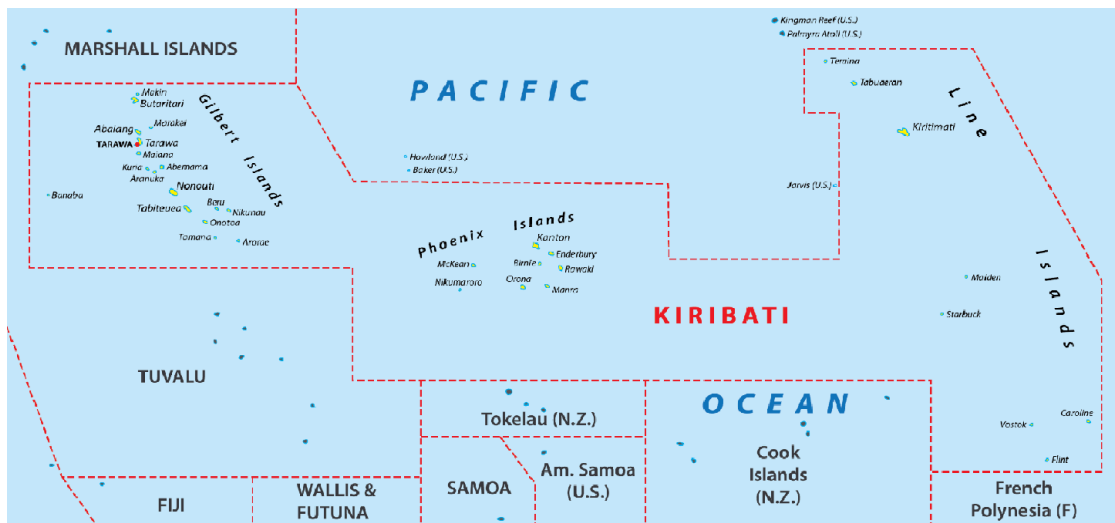 MARSHALL ISLANDS
PACIFIC
Kingman Reef (U.S.)
Palmyra Atoll (U.S.)
Temina
Tabuaeran
Line
Kiritimati
Makin
Butaritari
Gilbert Islands
Marakei
Abaiang
Tarawa
TARAWA
Maiana
Kuria
Abemama
Aranuka
Nonouti
Banaba
Tabiteuea
Beru
Nikunau
Onotoa
Tamana
Arorae
Howland (U.S.)
Baker (U.S.)
Jarvis (U.S.)
Phoenix Islands
Kanton
Enderbury
McKean
Birnie
Rawaki
Nikumaroro
Orona
Manra
Malden
Islands
KIRIBATI
Starbuck
TUVALU
OCEAN
Tokelau (N.Z.)
Caroline
Vostok
Flint
Cook
Islands
(N.Z.)
Am. Samoa
(U.S.)
SAMOA
FIJI
WALLIS &
FUTUNA
French
Polynesia (F)